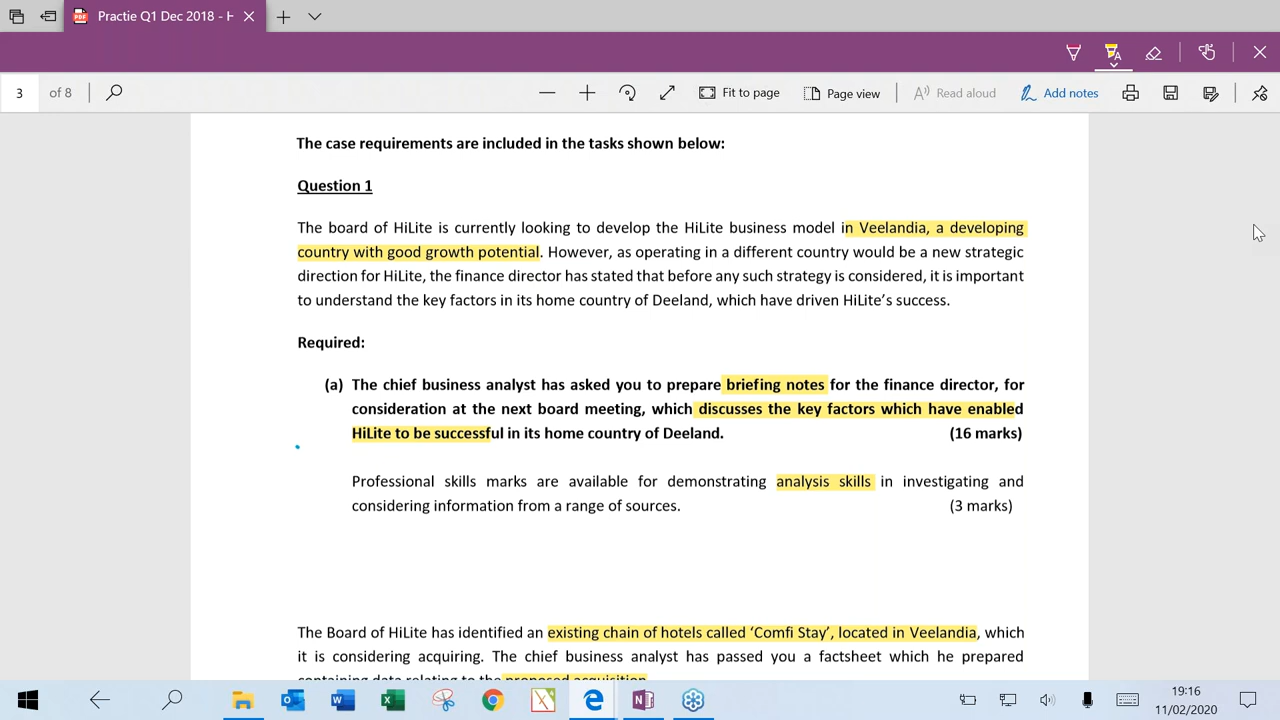 Practie Q1 Dec 2018 - H
3 of 8
Fit to page
Page view
Read aloud
Add notes
The case requirements are included in the tasks shown below:
Question 1
The board of HiLite is currently looking to develop the HiLite business model in Veelandia, a developing
country with good growth potential. However, as operating in a different country would be a new strategic
direction for HiLite, the finance director has stated that before any such strategy is considered, it is important
to understand the key factors in its home country of Deeland, which have driven HiLite's success.
Required:
(a) The chief business analyst has asked you to prepare briefing notes for the finance director, for
consideration at the next board meeting, which discusses the key factors which have enabled
HiLite to be successful in its home country of Deeland. (16 marks)
Professional skills marks are available for demonstrating analysis skills in investigating and
considering information from a range of sources. (3 marks)
The Board of HiLite has identified an existing chain of hotels called 'Comfi Stay', located in Veelandia, which
it is considering acquiring. The chief business analyst has passed you a factsheet which he prepared
containing data relating to the proposed acquisition
19:16
11/02/2020